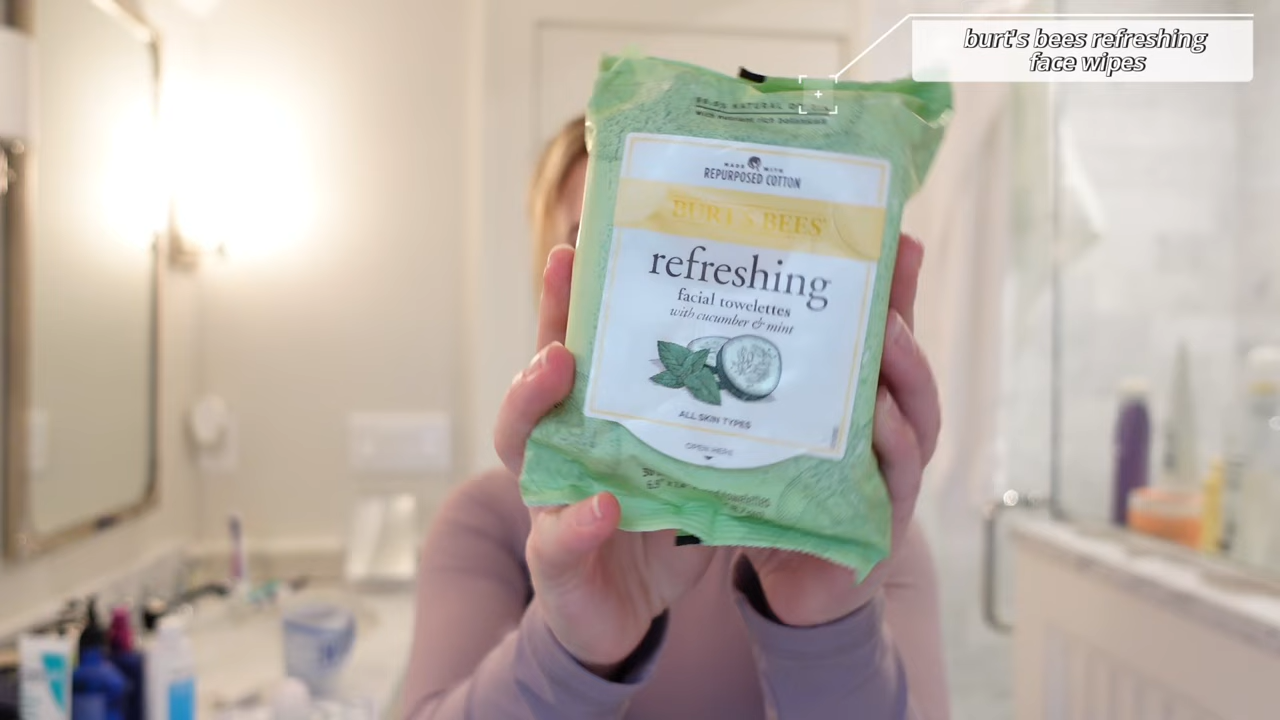 burt's bees refreshing
face wipes
MADE WITH
REPURPOSED COTTON
BURT'S BEES
refreshing
facial towelettes
with cucumber & mint
ALL SKIN TYPES
OPEN HERE